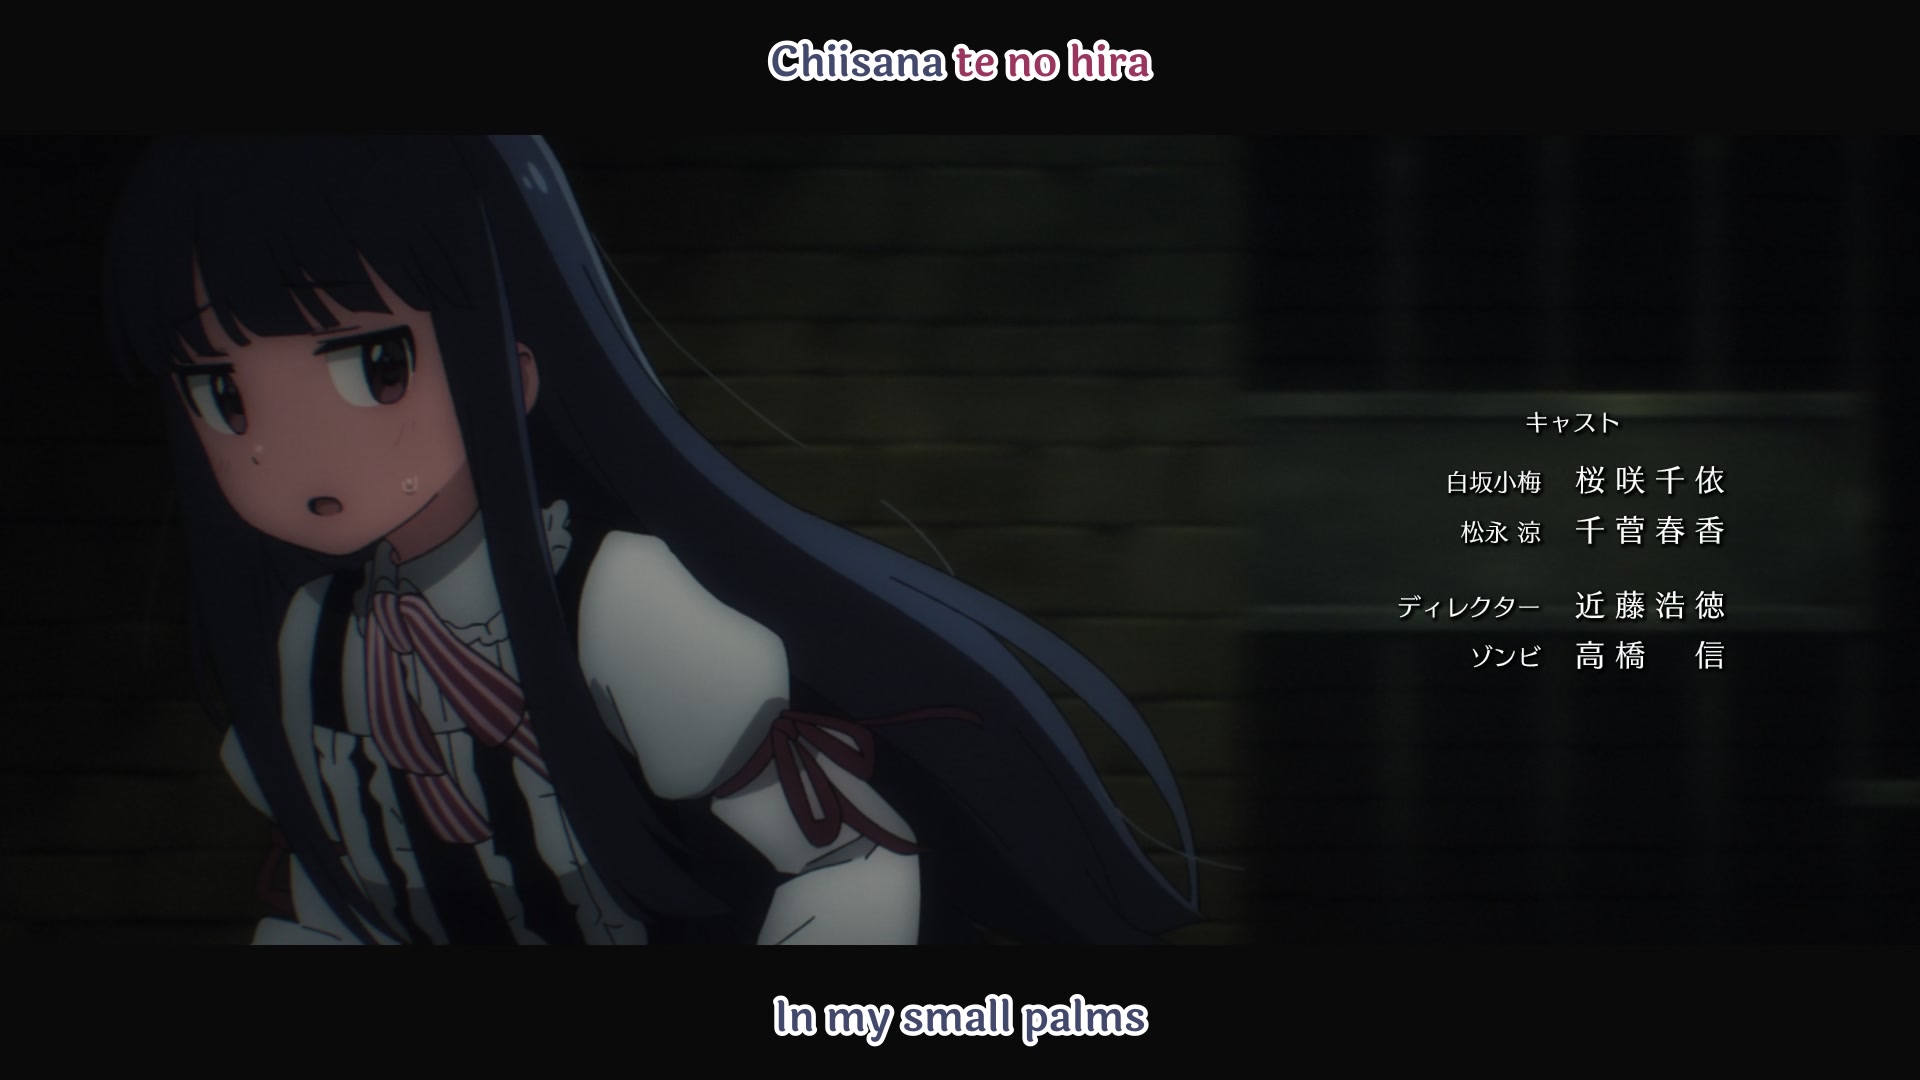 Chiisana te no hira
キャスト
白坂小梅 桜咲千依
松永 涼 千菅春香
ディレクター 近藤浩徳
ゾンビ 高橋 信
In my small palms